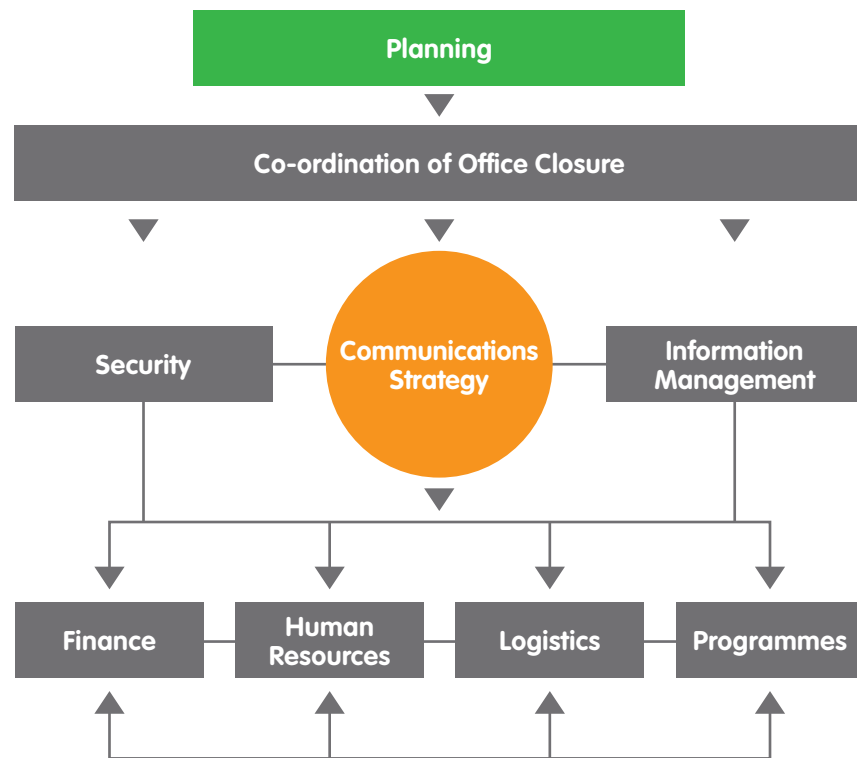 Planning
Co-ordination of Office Closure
Security
Communications
Strategy
Information
Management
Finance
Human
Resources
Logistics
Programmes